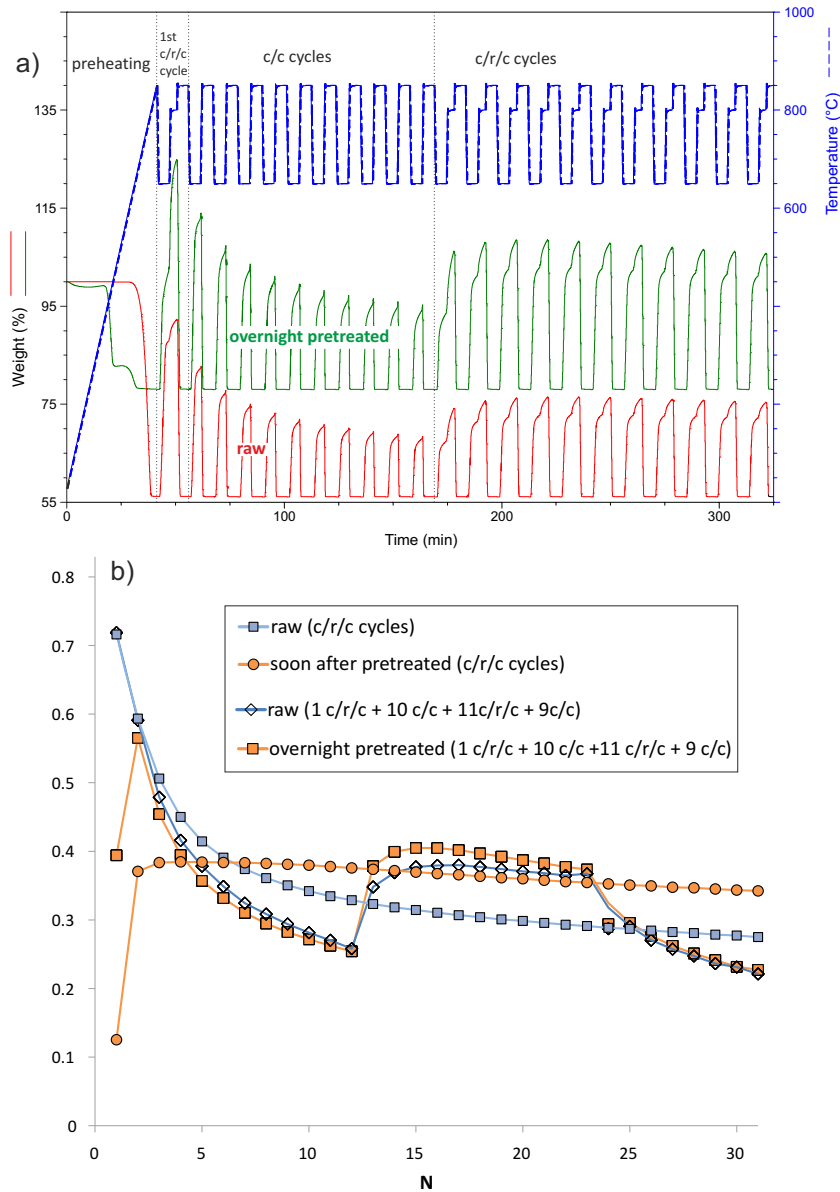 a)
preheating
1st
c/r/c
cycle
c/c cycles
c/r/c cycles
1000
800
600
Temperature (°C)
135
115
95
75
55
Weight (%)
overnight pretreated
raw
0
100
200
300
Time (min)
b)
0.8
0.7
0.6
0.5
0.4
0.3
0.2
0.1
0
raw (c/r/c cycles)
soon after pretreated (c/r/c cycles)
raw (1 c/r/c + 10 c/c + 11c/r/c + 9c/c)
overnight pretreated (1 c/r/c + 10 c/c +11 c/r/c + 9 c/c)
0
5
10
15
20
25
30
N